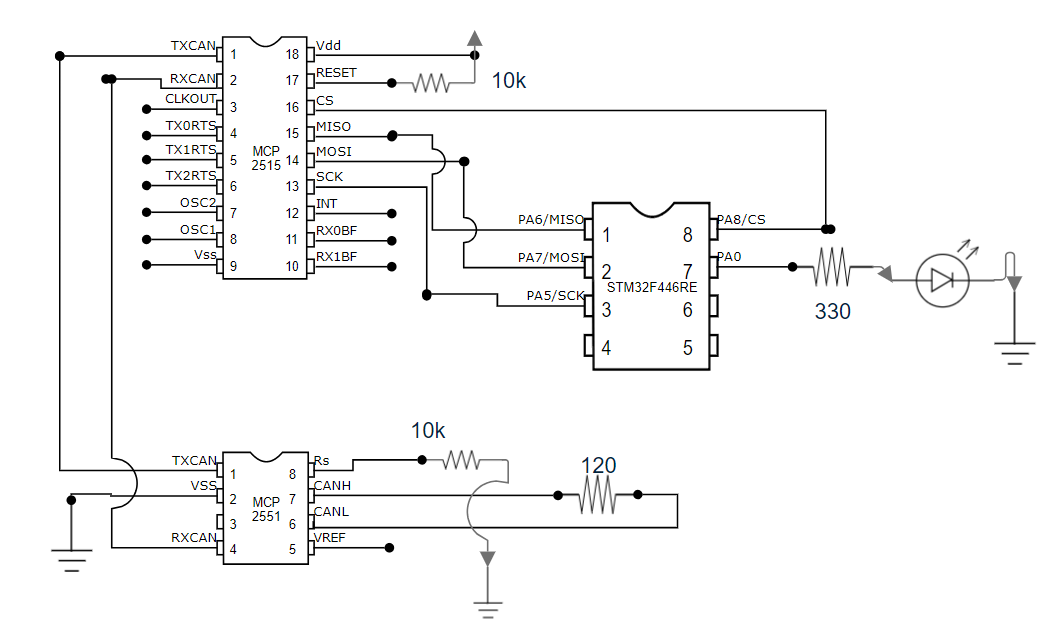 TXCAN 1 18 Vdd
RXCAN 2 17 RESET 10k
CLKOUT 3 16 CS
TX0RTS 4 15 MISO
TX1RTS 5 MCP 14 MOSI
2515
TX2RTS 6 13 SCK
OSC2 7 12 INT
OSC1 8 11 RX0BF
Vss 9 10 RX1BF
PA6/MISO 1 8 PA8/CS
PA7/MOSI 2 7 PA0
STM32F446RE
PA5/SCK 3 6
4 5
330
10k
120
TXCAN 1 8 Rs
VSS 2 MCP 7 CANH
2551
3 6 CANL
RXCAN 4 5 VREF